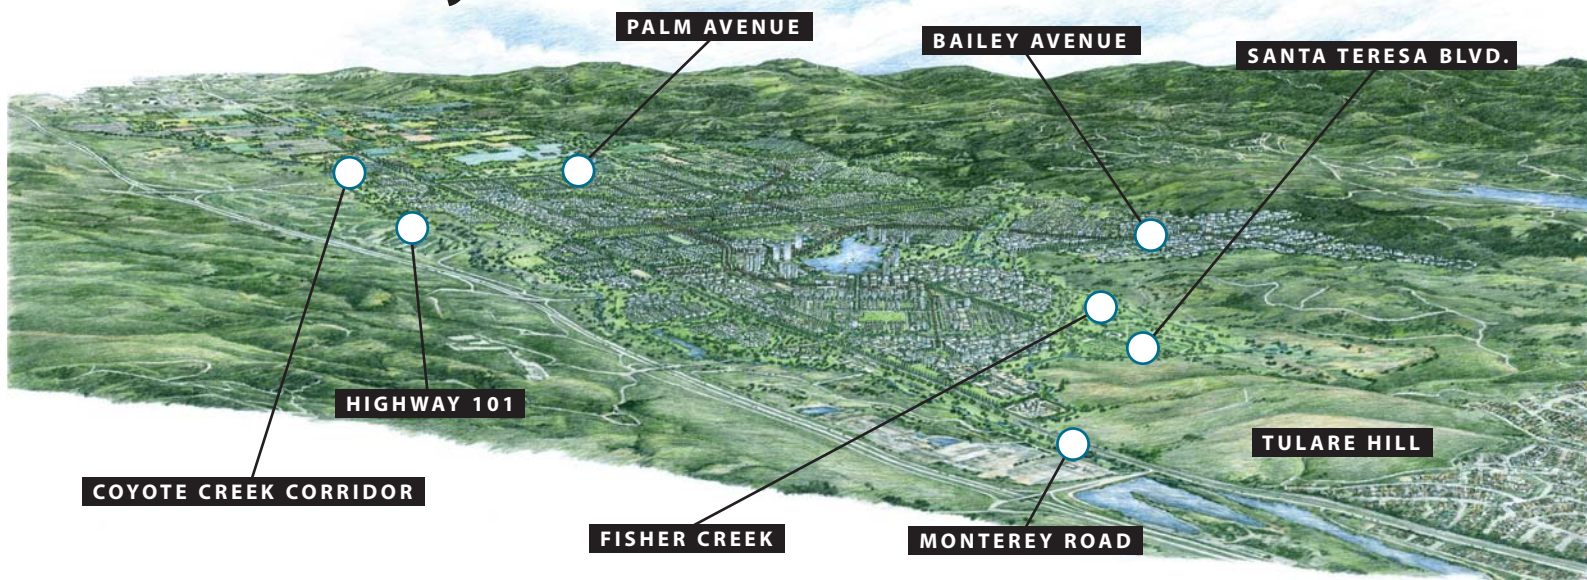 PALM AVENUE
BAILEY AVENUE
SANTA TERESA BLVD.
HIGHWAY 101
TULARE HILL
COYOTE CREEK CORRIDOR
FISHER CREEK
MONTEREY ROAD